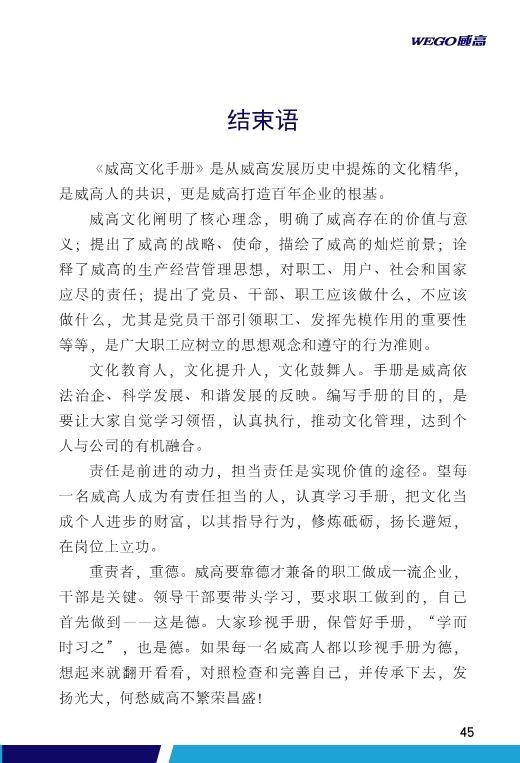 WEGO威高
结束语
《威高文化手册》是从威高发展历史中提炼的文化精华，
是威高人的共识，更是威高打造百年企业的根基。
威高文化阐明了核心理念，明确了威高存在的价值与意
义；提出了威高的战略、使命，描绘了威高的灿烂前景；诠
释了威高的生产经营管理思想，对职工、用户、社会和国家
应尽的责任；提出了党员、干部、职工应该做什么，不应该
做什么，尤其是党员干部引领职工、发挥先模作用的重要性
等等，是广大职工应树立的思想观念和遵守的行为准则。
文化教育人，文化提升人，文化鼓舞人。手册是威高依
法治企、科学发展、和谐发展的反映。编写手册的目的，是
要让大家自觉学习领悟，认真执行，推动文化管理，达到个
人与公司的有机融合。
责任是前进的动力，担当责任是实现价值的途径。望每
一名威高人成为有责任担当的人，认真学习手册，把文化当
成个人进步的财富，以其指导行为，修炼砥砺，扬长避短，
在岗位上立功。
重责者，重德。威高要靠德才兼备的职工做成一流企业，
干部是关键。领导干部要带头学习，要求职工做到的，自己
首先做到——这是德。大家珍视手册，保管好手册，“学而
时习之”，也是德。如果每一名威高人都以珍视手册为德，
想起来就翻开看看，对照检查和完善自己，并传承下去，发
扬光大，何愁威高不繁荣昌盛！
45